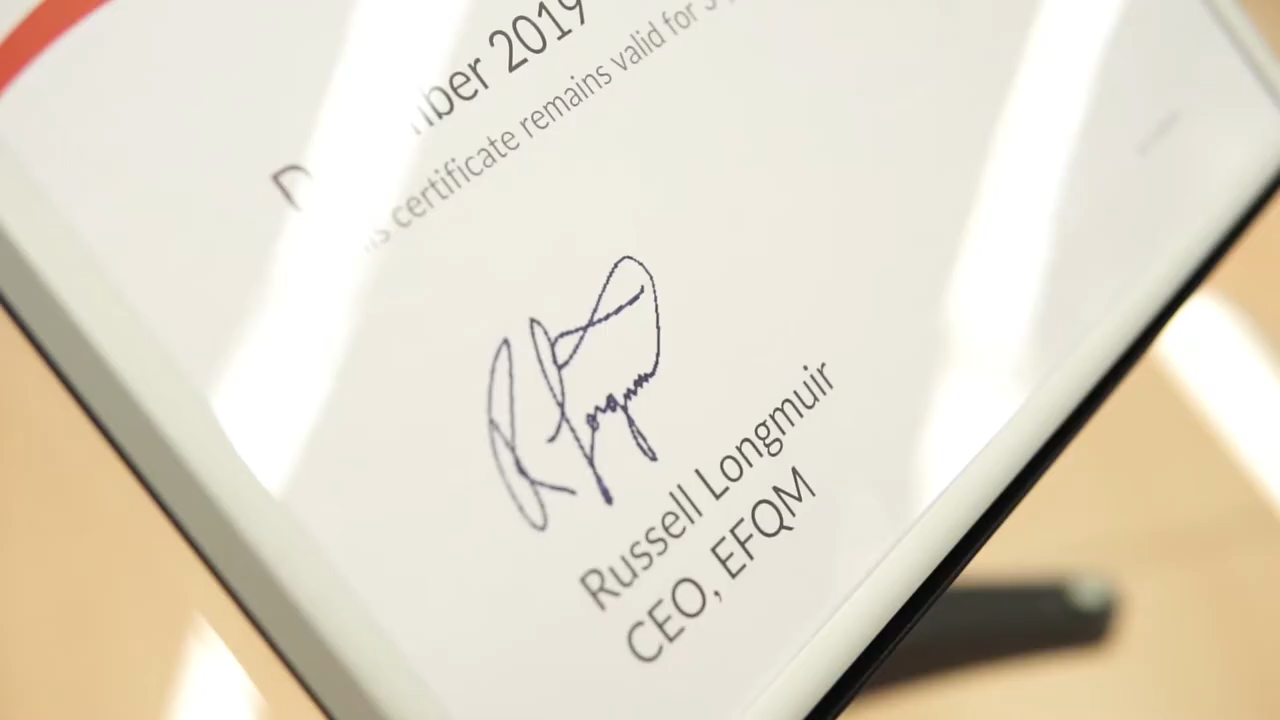 2019
certificate remains valid for
Russell Longmuir
CEO, EFQM